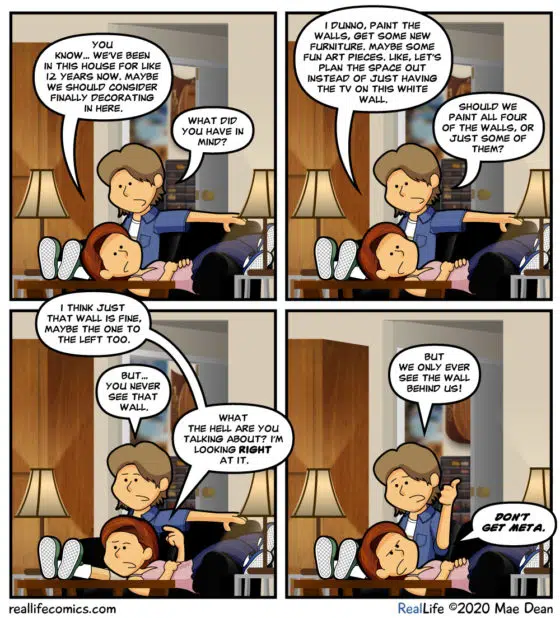 YOU
KNOW... WE'VE BEEN
IN THIS HOUSE FOR LIKE
12 YEARS NOW. MAYBE
WE SHOULD CONSIDER
FINALLY DECORATING
IN HERE.
WHAT DID
YOU HAVE IN
MIND?
I DUNNO, PAINT THE
WALLS, GET SOME NEW
FURNITURE. MAYBE SOME
FUN ART PIECES. LIKE, LET'S
PLAN THE SPACE OUT
INSTEAD OF JUST HAVING
THE TV ON THIS WHITE
WALL.
SHOULD WE
PAINT ALL FOUR
OF THE WALLS, OR
JUST SOME OF
THEM?
I THINK JUST
THAT WALL IS FINE,
MAYBE THE ONE TO
THE LEFT TOO.
BUT...
YOU NEVER
SEE THAT
WALL.
WHAT
THE HELL ARE YOU
TALKING ABOUT? I'M
LOOKING RIGHT
AT IT.
BUT
WE ONLY EVER
SEE THE WALL
BEHIND US!
DON'T
GET META.
reallifecomics.com
RealLife ©2020 Mae Dean